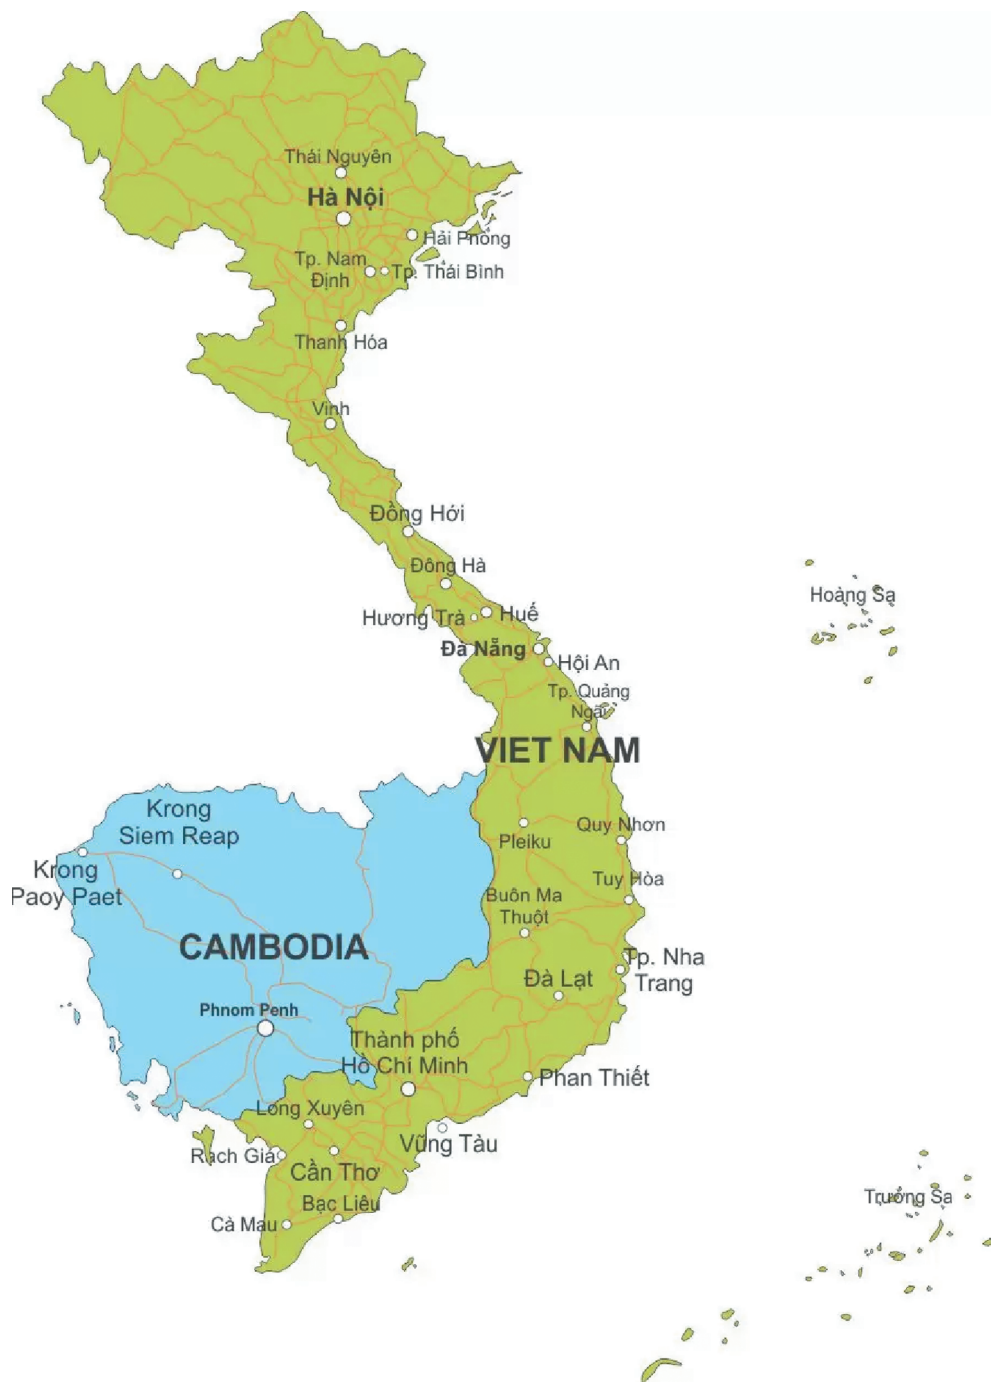 Thái Nguyên
Hà Nội
Hải Phòng
Tp. Nam
Định
Tp. Thái Bình
Thanh Hóa
Vinh
Đồng Hới
Đông Hà
Hoàng Sa
Hương Trà
Huế
Đà Nẵng
Hội An
Tp. Quảng
Ngãi
VIET NAM
Krong
Siem Reap
Pleiku
Quy Nhơn
Krong
Paoy Paet
Tuy Hòa
Buôn Ma
Thuột
CAMBODIA
Tp. Nha
Trang
Đà Lạt
Phnom Penh
Thành phố
Hồ Chí Minh
Phan Thiết
Long Xuyên
Vũng Tàu
Rạch Giá
Cần Thơ
Trường Sa
Bạc Liêu
Cà Mau